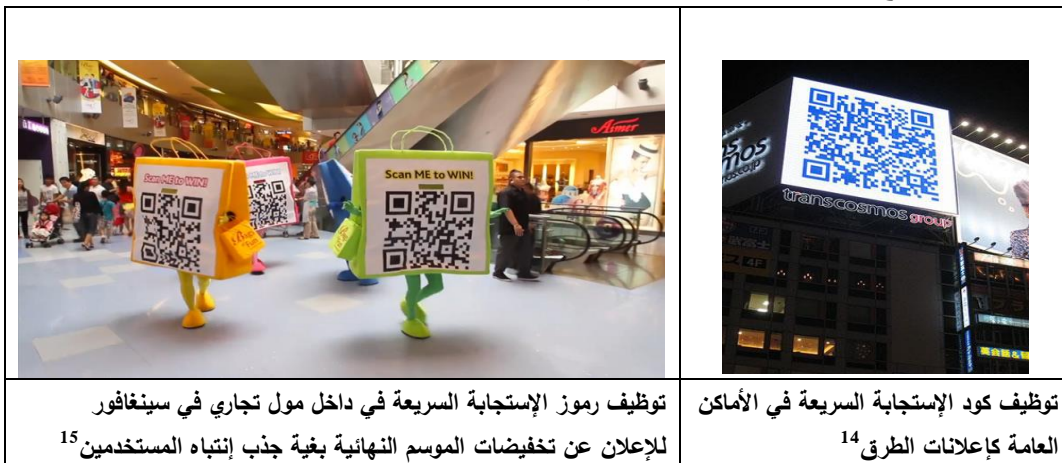 Scan ME to WIN!
Scan ME to WIN!
Aimer
transcosmos group
4F
توظيف رموز الإستجابة السريعة في داخل مول تجاري في سينغافور
للإعلان عن تخفيضات الموسم النهائية بغية جذب إنتباه المستخدمين15
توظيف كود الإستجابة السريعة في الأماكن
العامة كإعلانات الطرق14